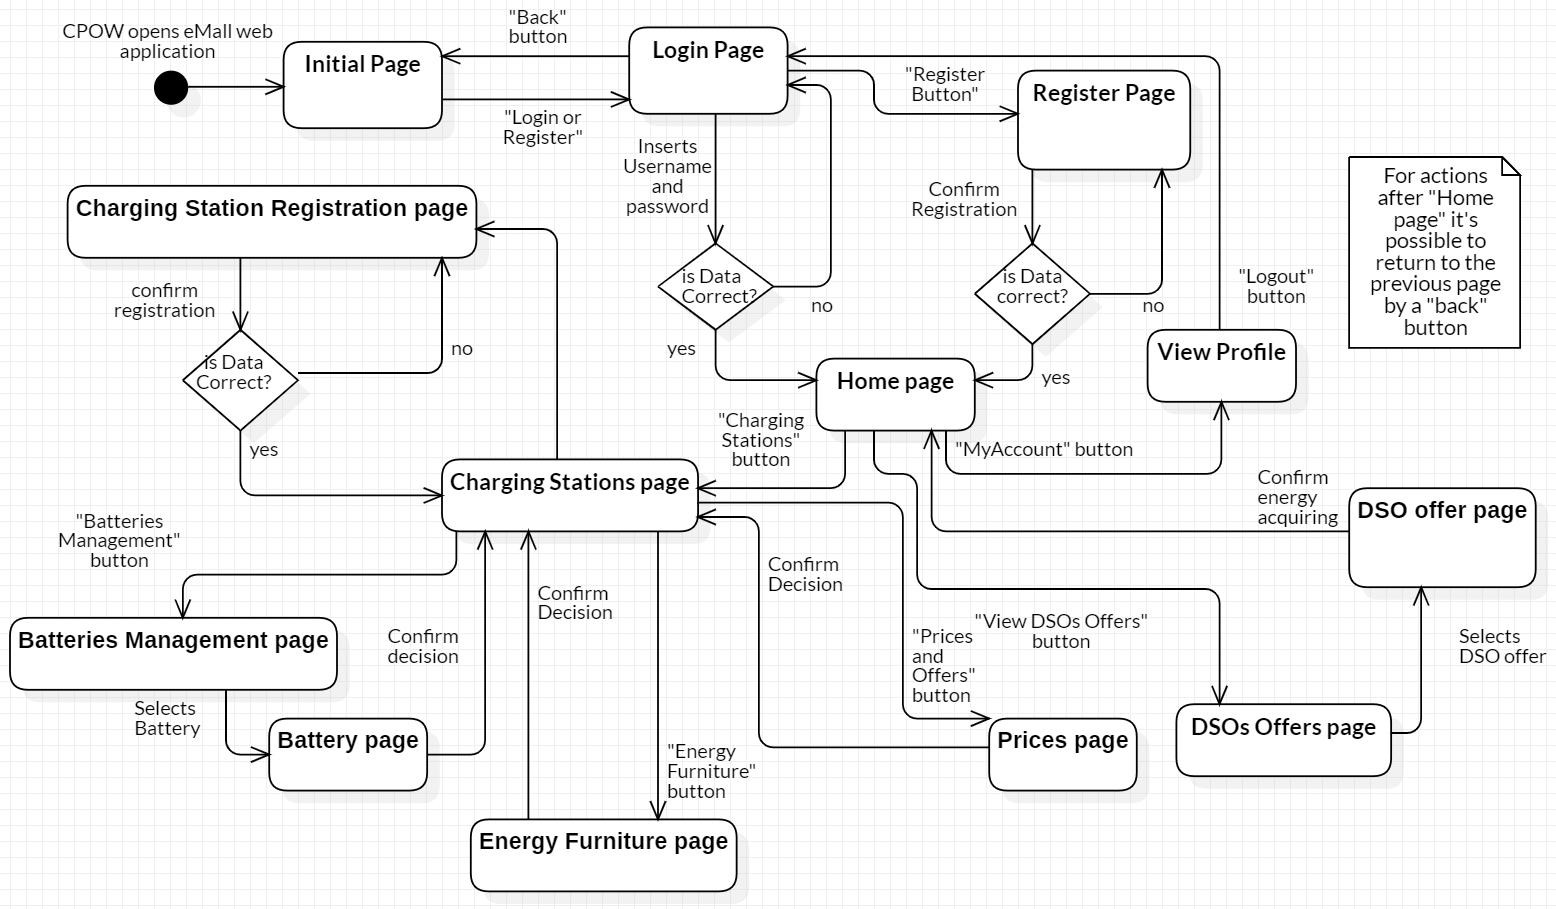 CPOW opens eMall web
application
Initial Page
"Back"
button
"Login or
Register"
Login Page
"Register
Button"
Register Page
Inserts
Username
and
password
Confirm
Registration
For actions
after "Home
page" it's
possible to
return to the
previous page
by a "back"
button
Charging Station Registration page
confirm
registration
is Data
Correct?
no
yes
is Data
Correct?
no
yes
is Data
correct?
no
yes
"Logout"
button
View Profile
Home page
"MyAccount" button
"Charging
Stations"
button
Charging Stations page
Confirm
energy
acquiring
DSO offer page
"Batteries
Management"
button
Batteries Management page
Confirm
decision
Confirm
Decision
Confirm
Decision
"Prices
and
Offers"
button
"View DSOs Offers"
button
Selects
DSO offer
Selects
Battery
Battery page
"Energy
Furniture"
button
Prices page
DSOs Offers page
Energy Furniture page